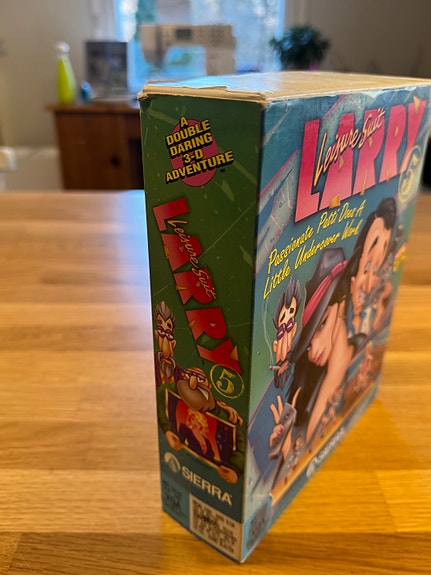 A
DOUBLE
DARING
3-D
ADVENTURE
Leisure Suit
LARRY
5
SIERRA
Leisure Suit
LARRY
5
Passionate Patti Does A
Little Undercover Work
SIERRA